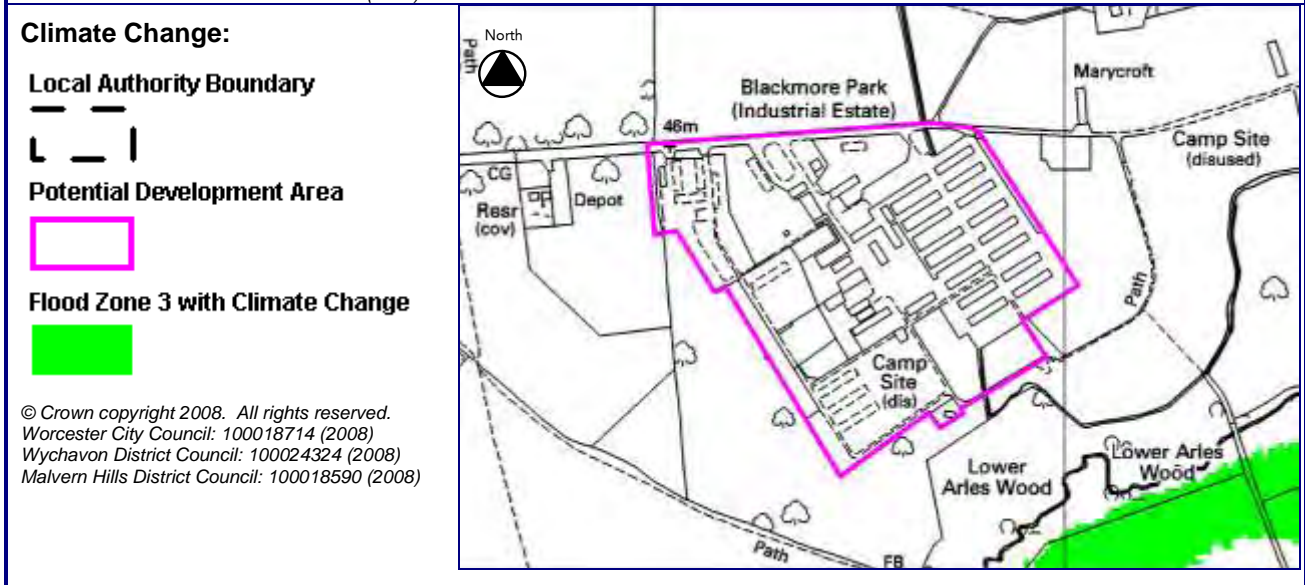 Climate Change:
Local Authority Boundary
Potential Development Area
Flood Zone 3 with Climate Change
© Crown copyright 2008. All rights reserved.
Worcester City Council: 100018714 (2008)
Wychavon District Council: 100024324 (2008)
Malvern Hills District Council: 100018590 (2008)
North
Path
Blackmore Park
(Industrial Estate)
46m
Marycroft
Camp Site
(disused)
CG
Resr
(cov)
Depot
Path
Camp
Site
(dis)
Lower
Arles Wood
Lower Arles
Wood
Path
FB